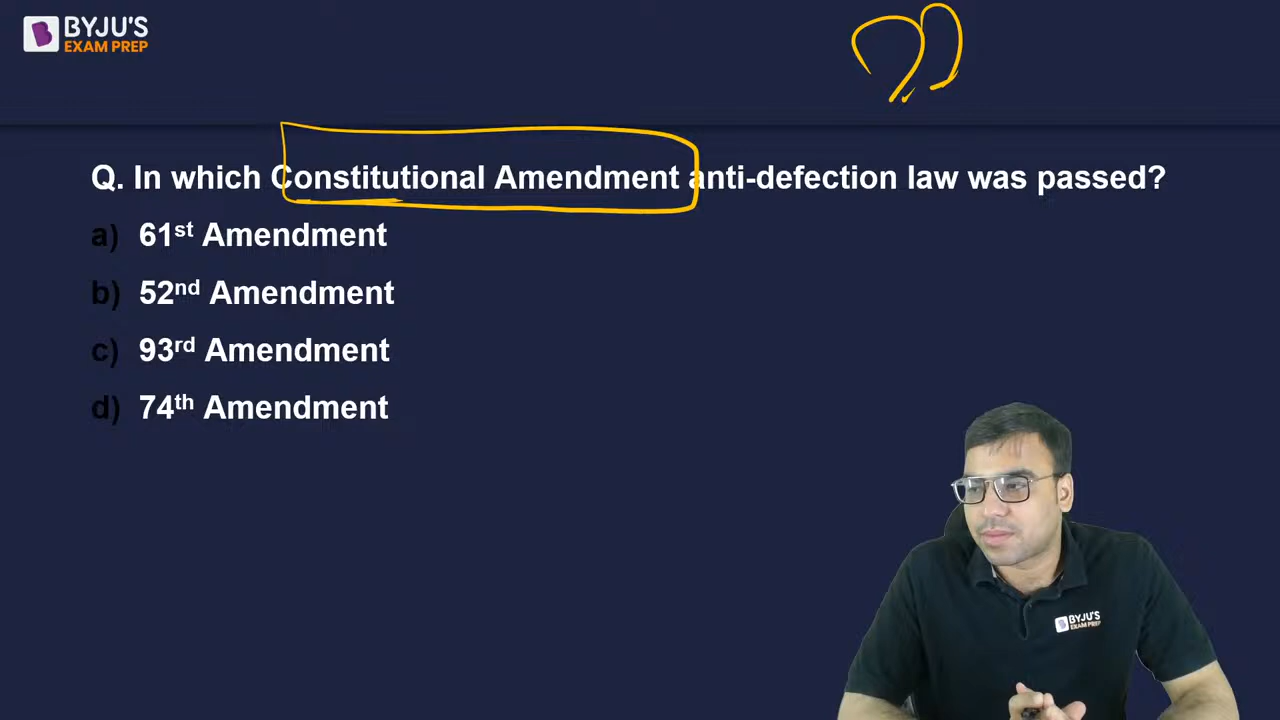 BYJU'S
EXAM PREP
Q. In which Constitutional Amendment anti-defection law was passed?
a) 61st Amendment
b) 52nd Amendment
c) 93rd Amendment
d) 74th Amendment
BYJU'S
EXAM PREP